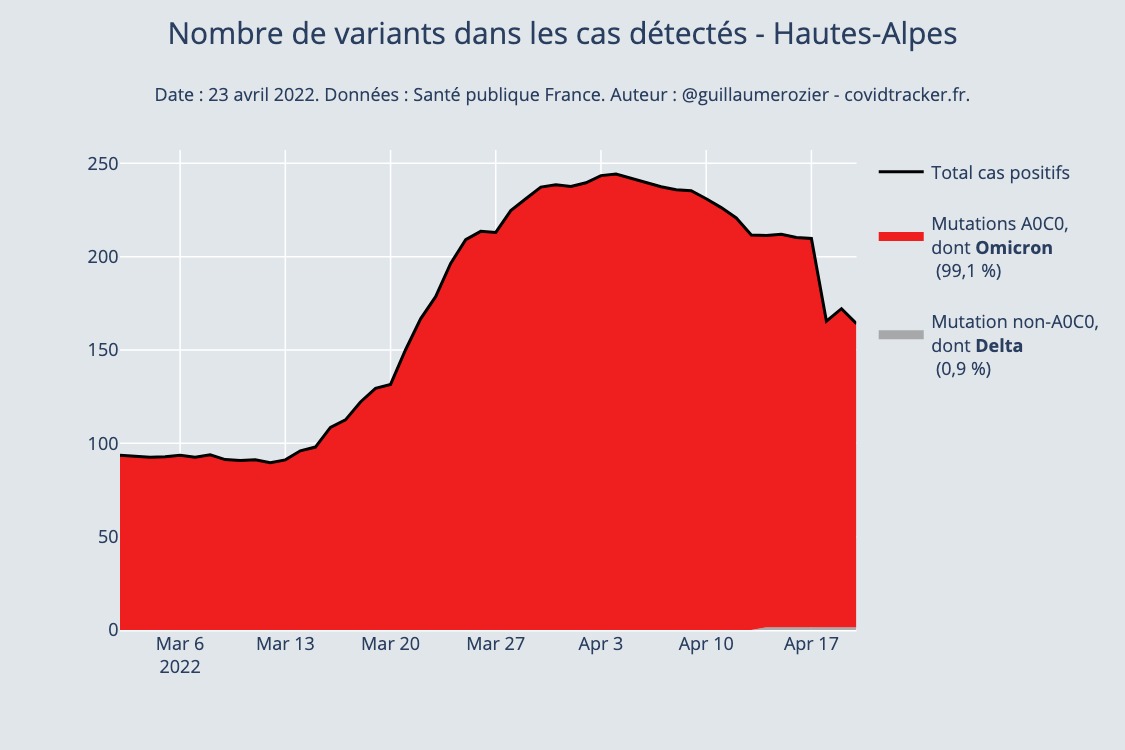 Nombre de variants dans les cas détectés - Hautes-Alpes
Date : 23 avril 2022. Données : Santé publique France. Auteur : @guillaumerozier - covidtracker.fr.
250
200
150
100
50
0
Mar 6
2022
Mar 13
Mar 20
Mar 27
Apr 3
Apr 10
Apr 17
Total cas positifs
Mutations A0C0,
dont Omicron
(99,1 %)
Mutation non-A0C0,
dont Delta
(0,9 %)